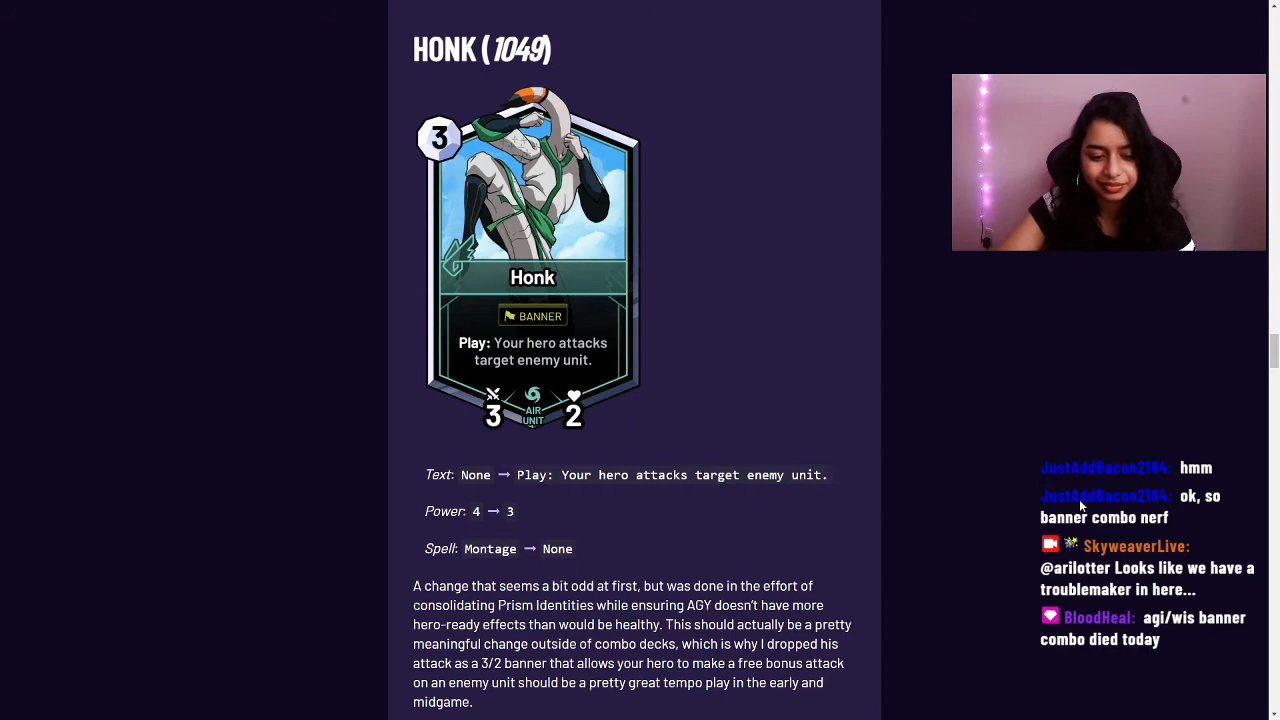 HONK (1049)
3
Honk
BANNER
Play: Your hero attacks
target enemy unit.
3
AIR
UNIT
2
Text: None → Play: Your hero attacks target enemy unit.
Power: 4 → 3
Spell: Montage → None
A change that seems a bit odd at first, but was done in the effort of
consolidating Prism Identities while ensuring AGY doesn't have more
hero-ready effects than would be healthy. This should actually be a pretty
meaningful change outside of combo decks, which is why I dropped his
attack as a 3/2 banner that allows your hero to make a free bonus attack
on an enemy unit should be a pretty great tempo play in the early and
midgame.
JustAddBacon2184: hmm
JustAddBacon2184: ok, so
banner combo nerf
SkyweaverLive:
@arilotter Looks like we have a
troublemaker in here...
BloodHeal: agi/wis banner
combo died today